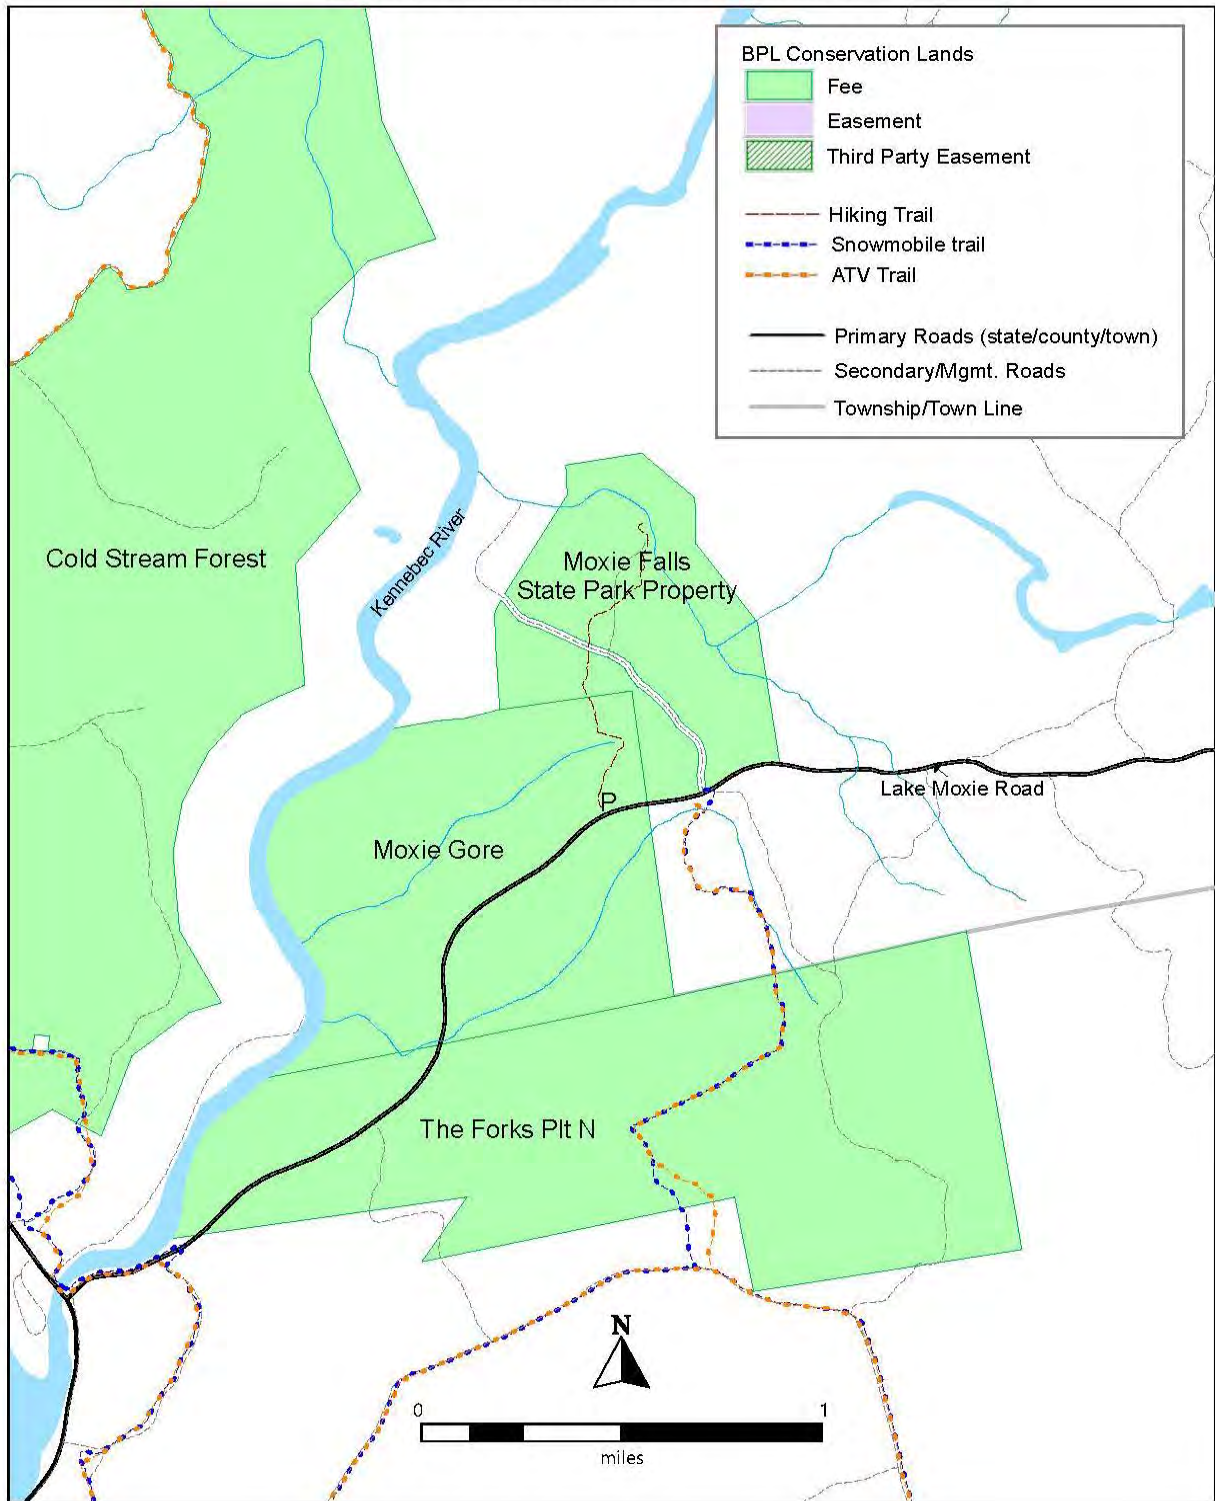 BPL Conservation Lands
Fee
Easement
Third Party Easement
Hiking Trail
Snowmobile trail
ATV Trail
Primary Roads (state/county/town)
Secondary/Mgmt. Roads
Township/Town Line
Cold Stream Forest
Kennebec River
Moxie Falls
State Park Property
Lake Moxie Road
P
Moxie Gore
The Forks Plt N
N
0 1
miles